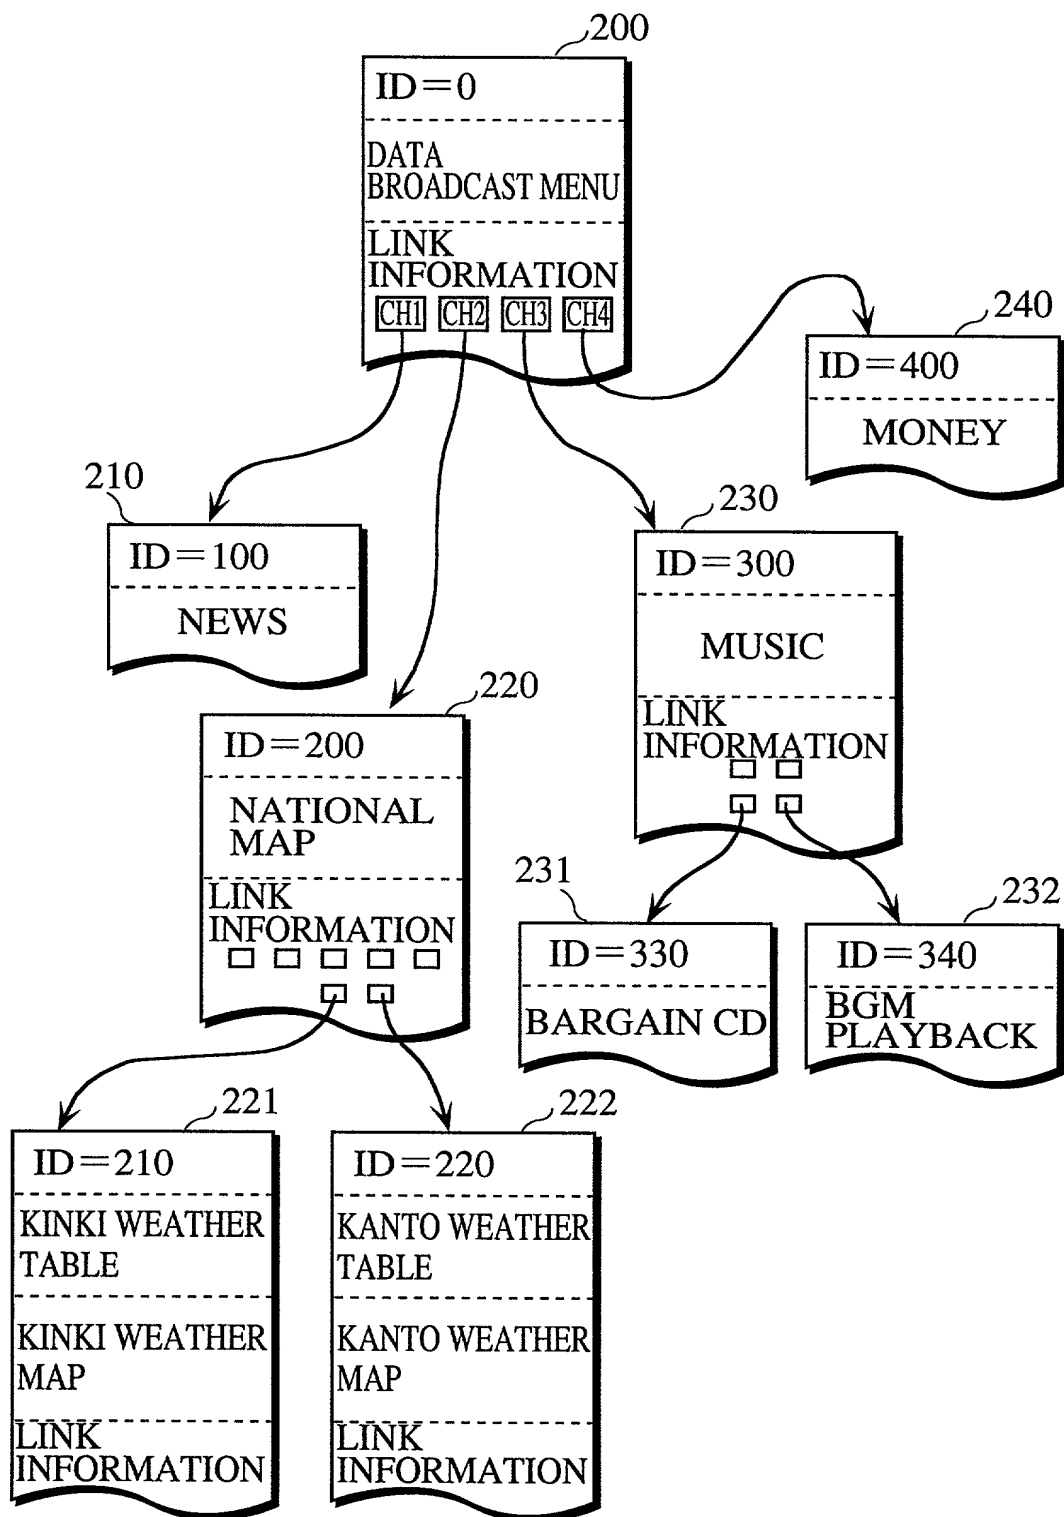 200
ID=0
DATA
BROADCAST MENU
LINK
INFORMATION
CH1 CH2 CH3 CH4
240
ID=400
MONEY
210
ID=100
NEWS
230
ID=300
MUSIC
LINK
INFORMATION
220
ID=200
NATIONAL
MAP
LINK
INFORMATION
231
ID=330
BARGAIN CD
232
ID=340
BGM
PLAYBACK
221
ID=210
KINKI WEATHER
TABLE
KINKI WEATHER
MAP
LINK
INFORMATION
222
ID=220
KANTO WEATHER
TABLE
KANTO WEATHER
MAP
LINK
INFORMATION